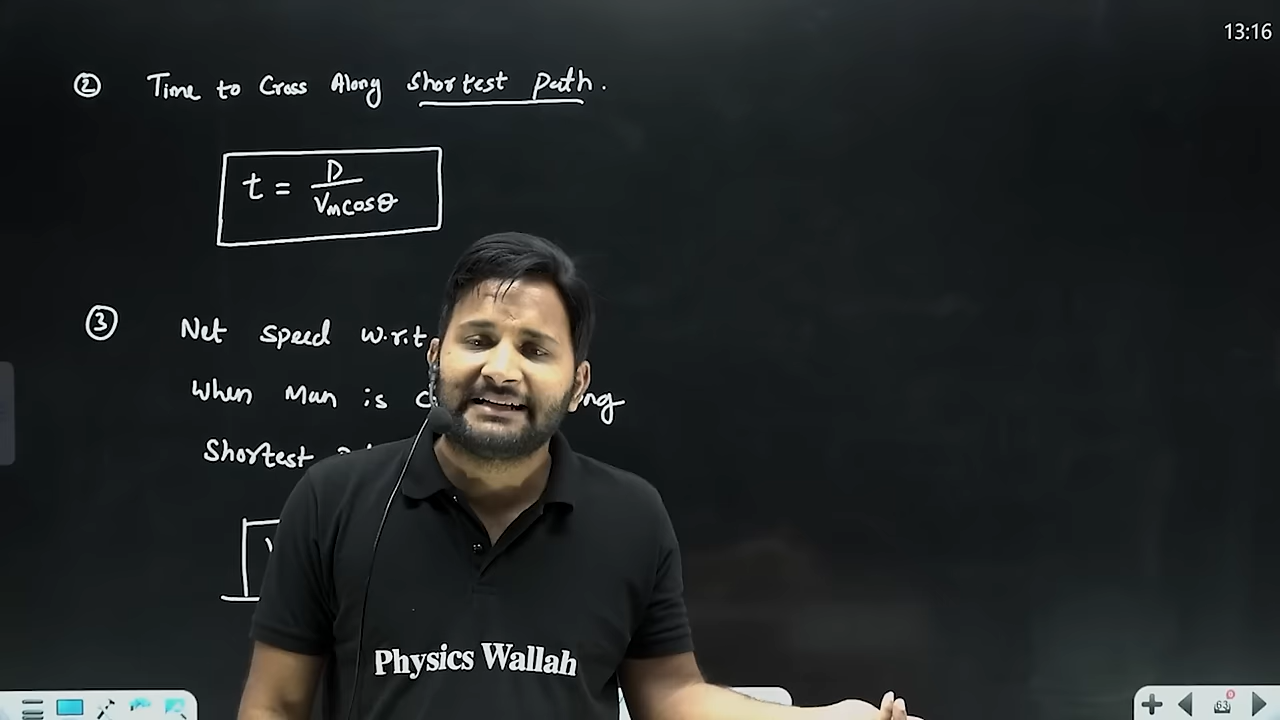 13:16
② Time to Cross Along Shortest path.
t = D / VmCosθ
③ Net speed w.r.t
When Man is
Shortest
Physics Wallah
63